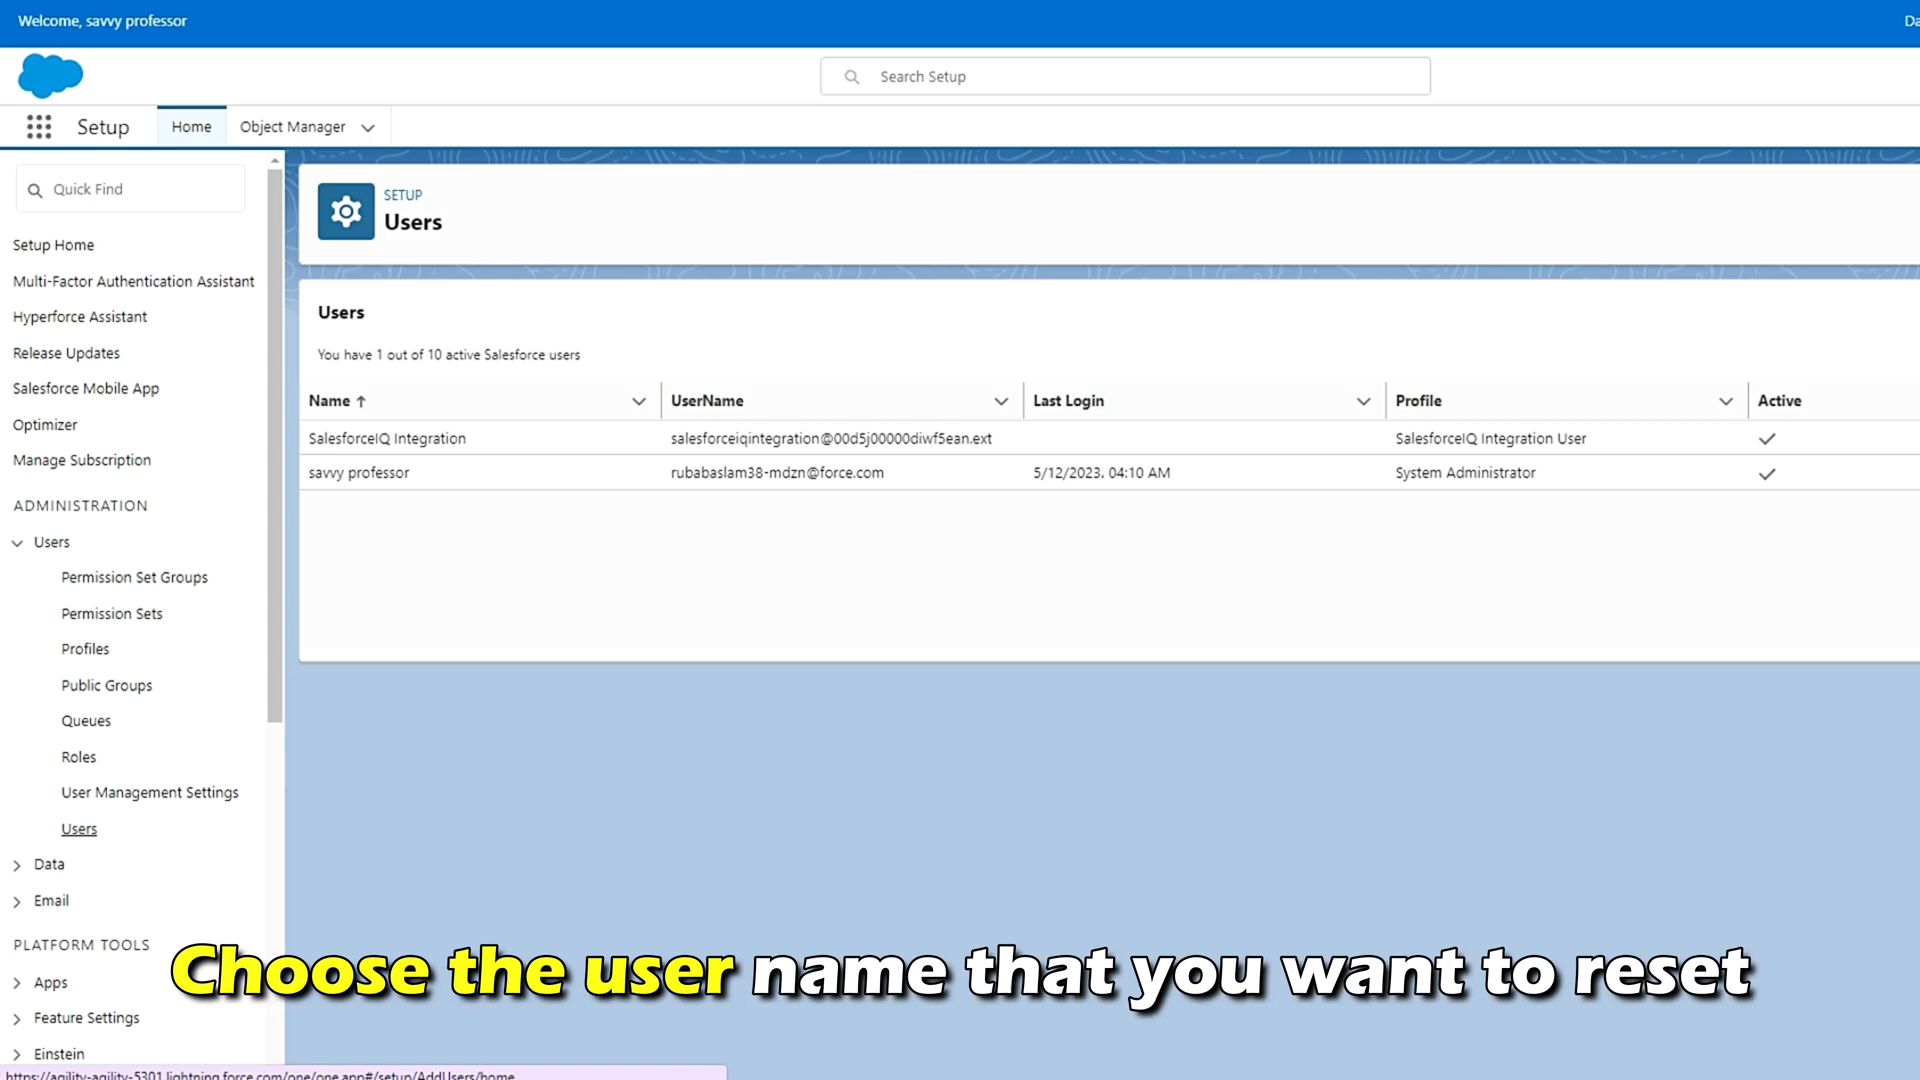 Welcome, savvy professor
Search Setup
Setup
Home
Object Manager
Quick Find
Setup Home
Multi-Factor Authentication Assistant
Hyperforce Assistant
Release Updates
Salesforce Mobile App
Optimizer
Manage Subscription
ADMINISTRATION
Users
Permission Set Groups
Permission Sets
Profiles
Public Groups
Queues
Roles
User Management Settings
Users
Data
Email
PLATFORM TOOLS
Apps
Feature Settings
Einstein
SETUP
Users
Users
You have 1 out of 10 active Salesforce users
Name UserName Last Login Profile Active
SalesforceIQ Integration salesforceiqintegration@00d5j00000diwf5ean.ext SalesforceIQ Integration User
savvy professor rubabaslam38-mdzn@force.com 5/12/2023, 04:10 AM System Administrator
Choose the user name that you want to reset
https://agility-agility-5301.lightning.force.com/one/one.app#/setup/AddUsers/home